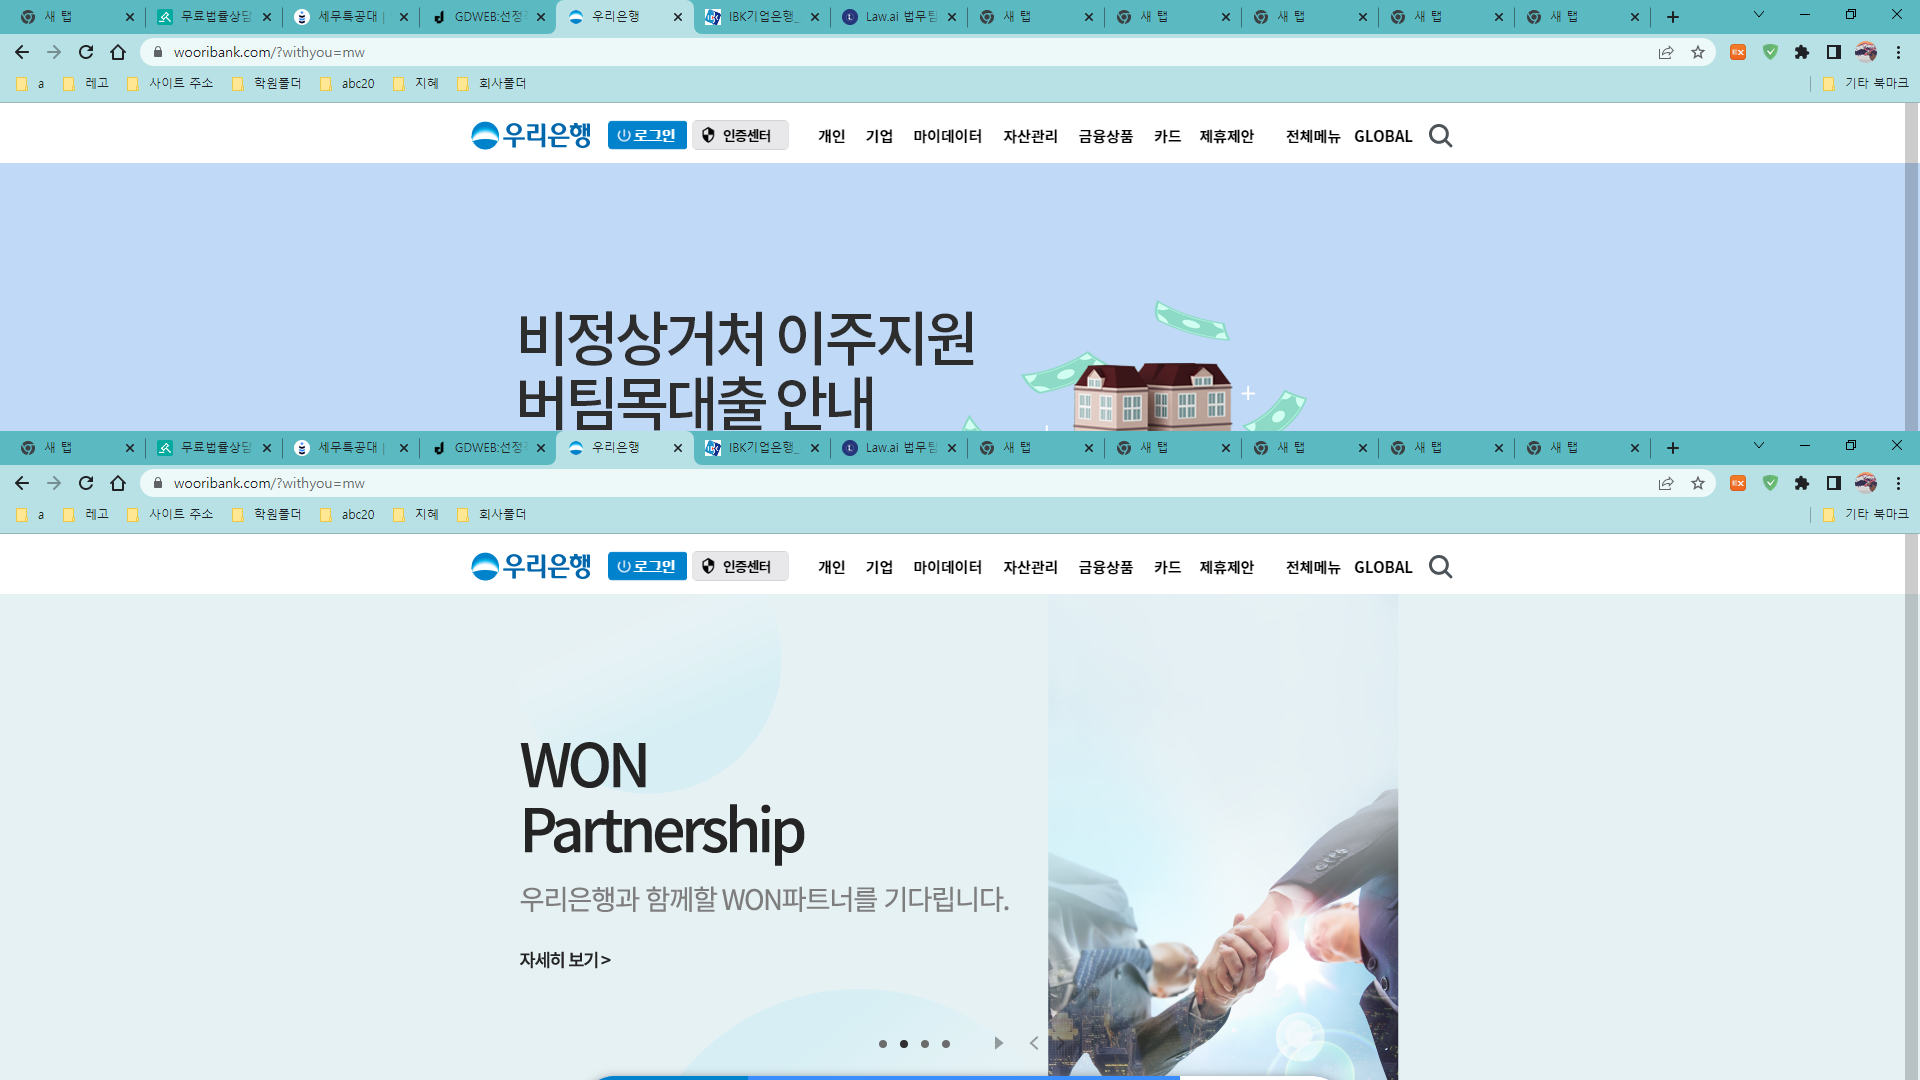 새 탭
무료법률상담
세무특공대 |
GDWEB:선정
우리은행
IBK기업은행_
Law.ai 법무팀
새 탭
새 탭
새 탭
새 탭
새 탭
wooribank.com/?withyou=mw
a 레고 사이트 주소 학원폴더 abc20 지혜 회사폴더 기타 북마크
우리은행 로그인 인증센터 개인 기업 마이데이터 자산관리 금융상품 카드 제휴제안 전체메뉴 GLOBAL
비정상거처 이주지원
버팀목대출 안내
새 탭
무료법률상담
세무특공대 |
GDWEB:선정
우리은행
IBK기업은행_
Law.ai 법무팀
새 탭
새 탭
새 탭
새 탭
새 탭
wooribank.com/?withyou=mw
a 레고 사이트 주소 학원폴더 abc20 지혜 회사폴더 기타 북마크
우리은행 로그인 인증센터 개인 기업 마이데이터 자산관리 금융상품 카드 제휴제안 전체메뉴 GLOBAL
WON
Partnership
우리은행과 함께할 WON파트너를 기다립니다.
자세히 보기 >